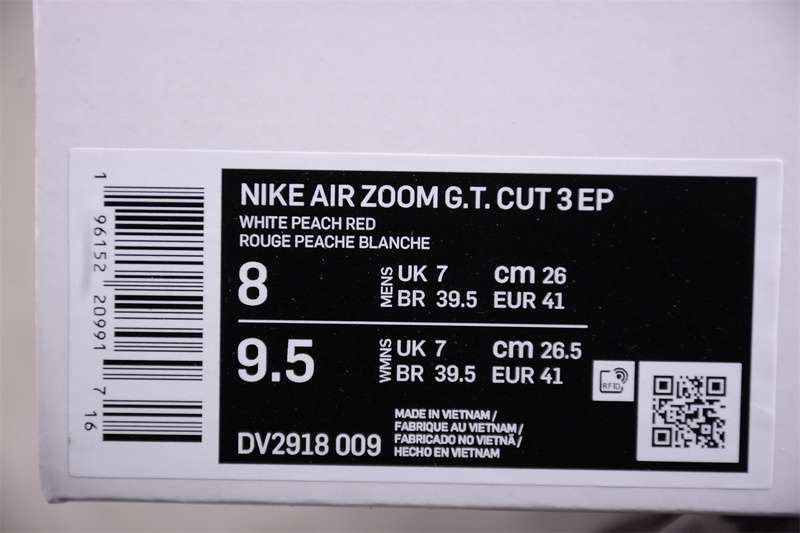 1 96152 20991 7 16
NIKE AIR ZOOM G.T. CUT 3 EP
WHITE PEACH RED
ROUGE PEACHE BLANCHE
8
MENS
UK 7 cm 26
BR 39.5 EUR 41
9.5
WMNS
UK 7 cm 26.5
BR 39.5 EUR 41
RFID
DV2918 009
MADE IN VIETNAM /
FABRIQUE AU VIETNAM /
FABRICADO NO VIETNÃ /
HECHO EN VIETNAM